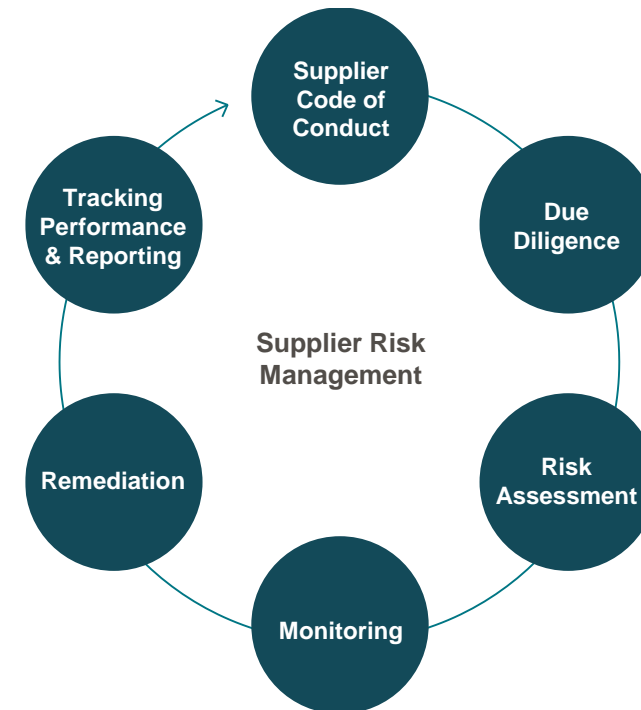 Supplier
Code of
Conduct
Due
Diligence
Risk
Assessment
Monitoring
Remediation
Tracking
Performance
& Reporting
Supplier Risk
Management